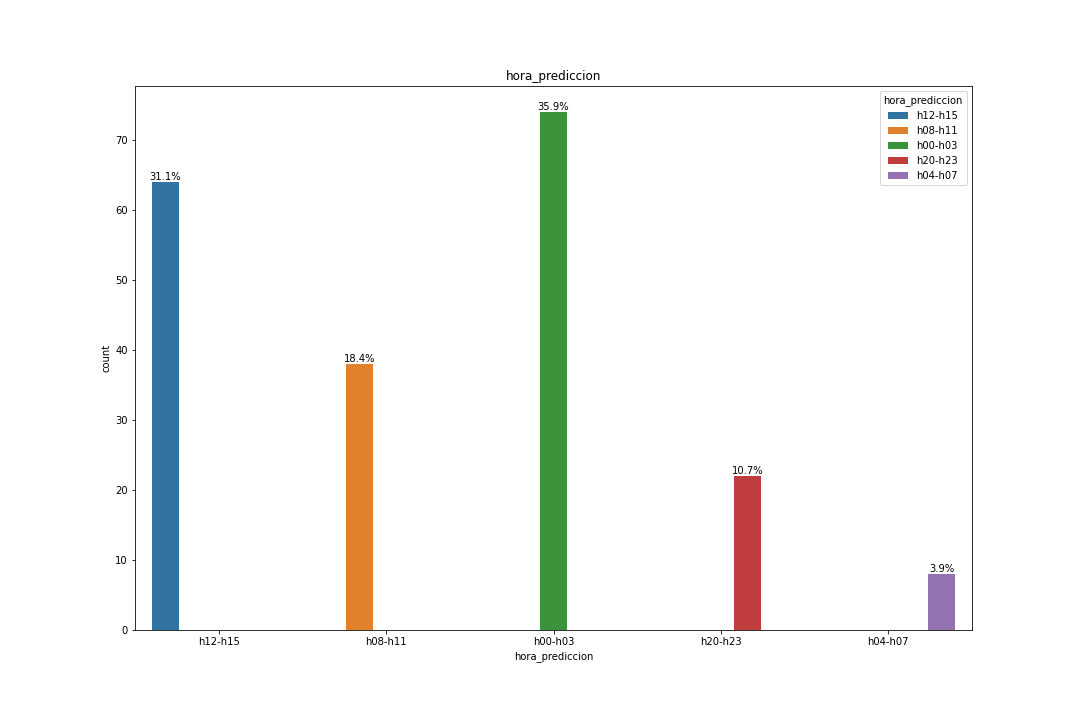 hora_prediccion
hora_prediccion
h12-h15
h08-h11
h00-h03
h20-h23
h04-h07
35.9%
31.1%
18.4%
10.7%
3.9%
count
70
60
50
40
30
20
10
0
h12-h15
h08-h11
h00-h03
h20-h23
h04-h07
hora_prediccion